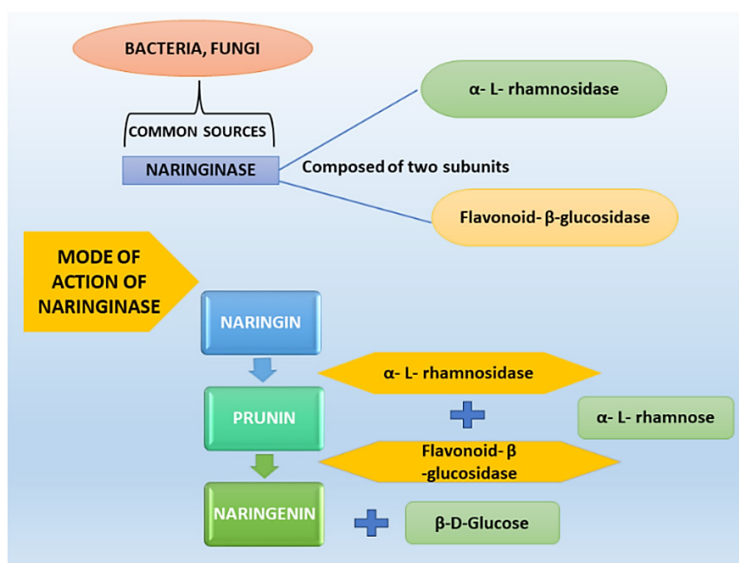 BACTERIA, FUNGI
α- L- rhamnosidase
COMMON SOURCES
NARINGINASE
Composed of two subunits
Flavonoid- β-glucosidase
MODE OF
ACTION OF
NARINGINASE
NARINGIN
α- L- rhamnosidase
PRUNIN
α- L- rhamnose
Flavonoid- β
-glucosidase
NARINGENIN
β-D-Glucose